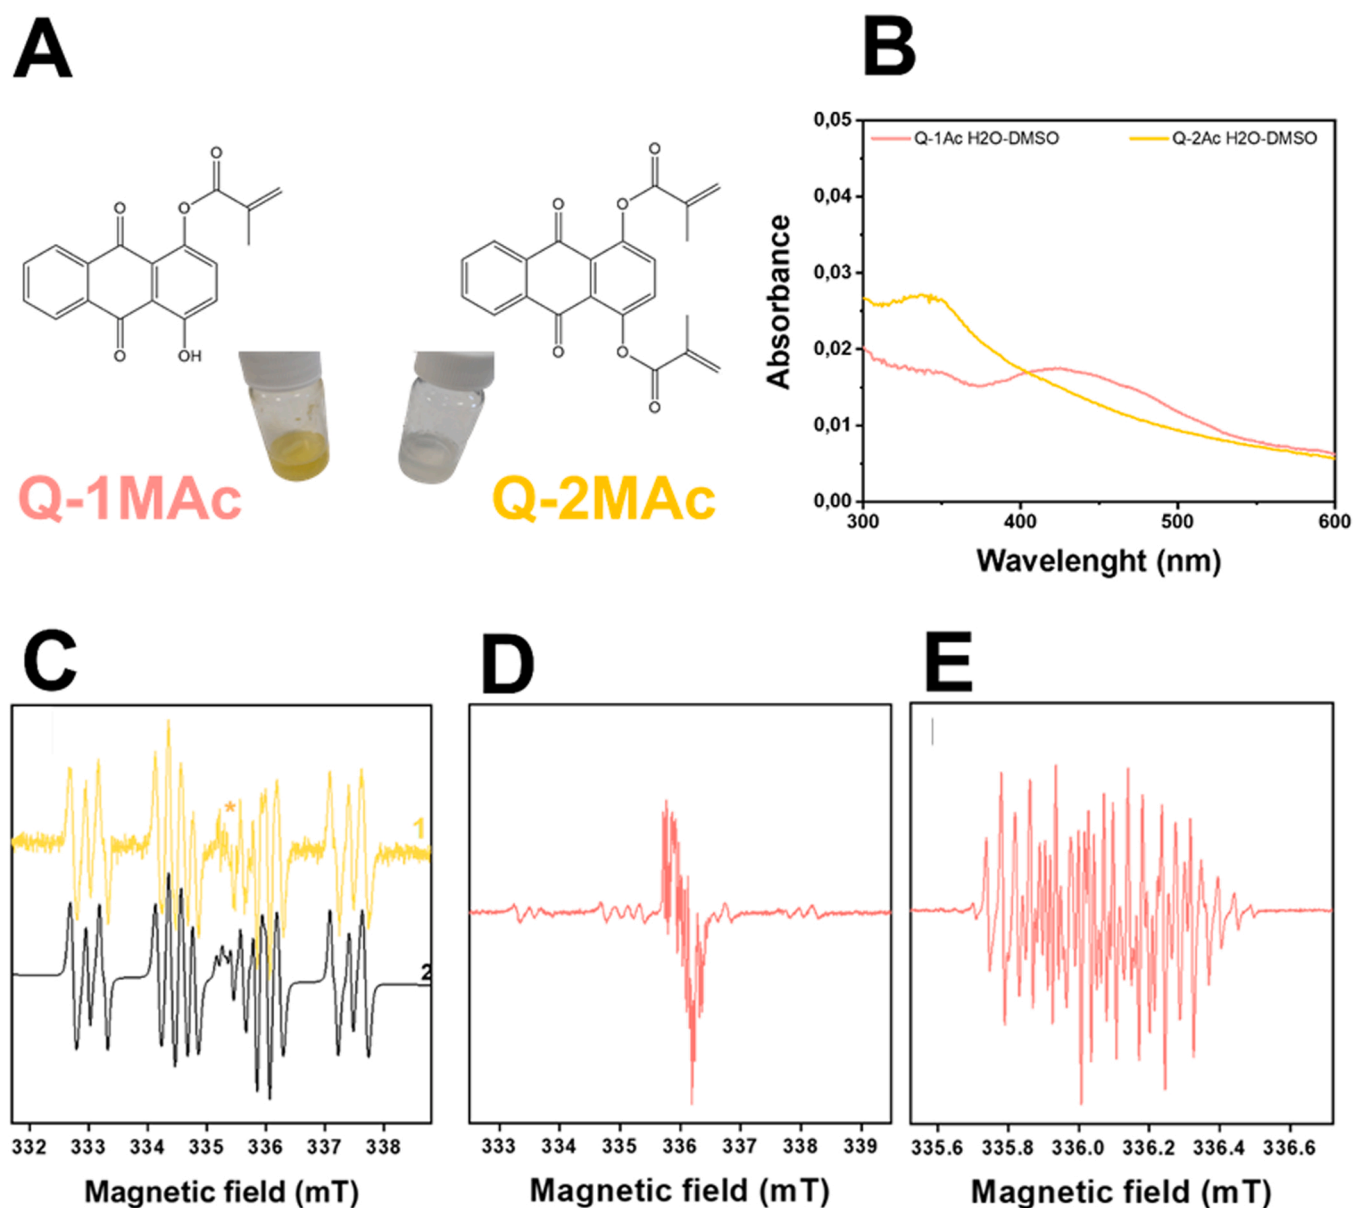 A
B
O
O
O
O
OH
O
O
O
O
O
O
Q-1MAc
Q-2MAc
Q-1Ac H2O-DMSO
Q-2Ac H2O-DMSO
0,05
0,04
0,03
0,02
0,01
0,00
Absorbance
300
400
500
600
Wavelenght (nm)
C
D
E
*
1
2
332
333
334
335
336
337
338
Magnetic field (mT)
333
334
335
336
337
338
339
Magnetic field (mT)
335.6
335.8
336.0
336.2
336.4
336.6
Magnetic field (mT)